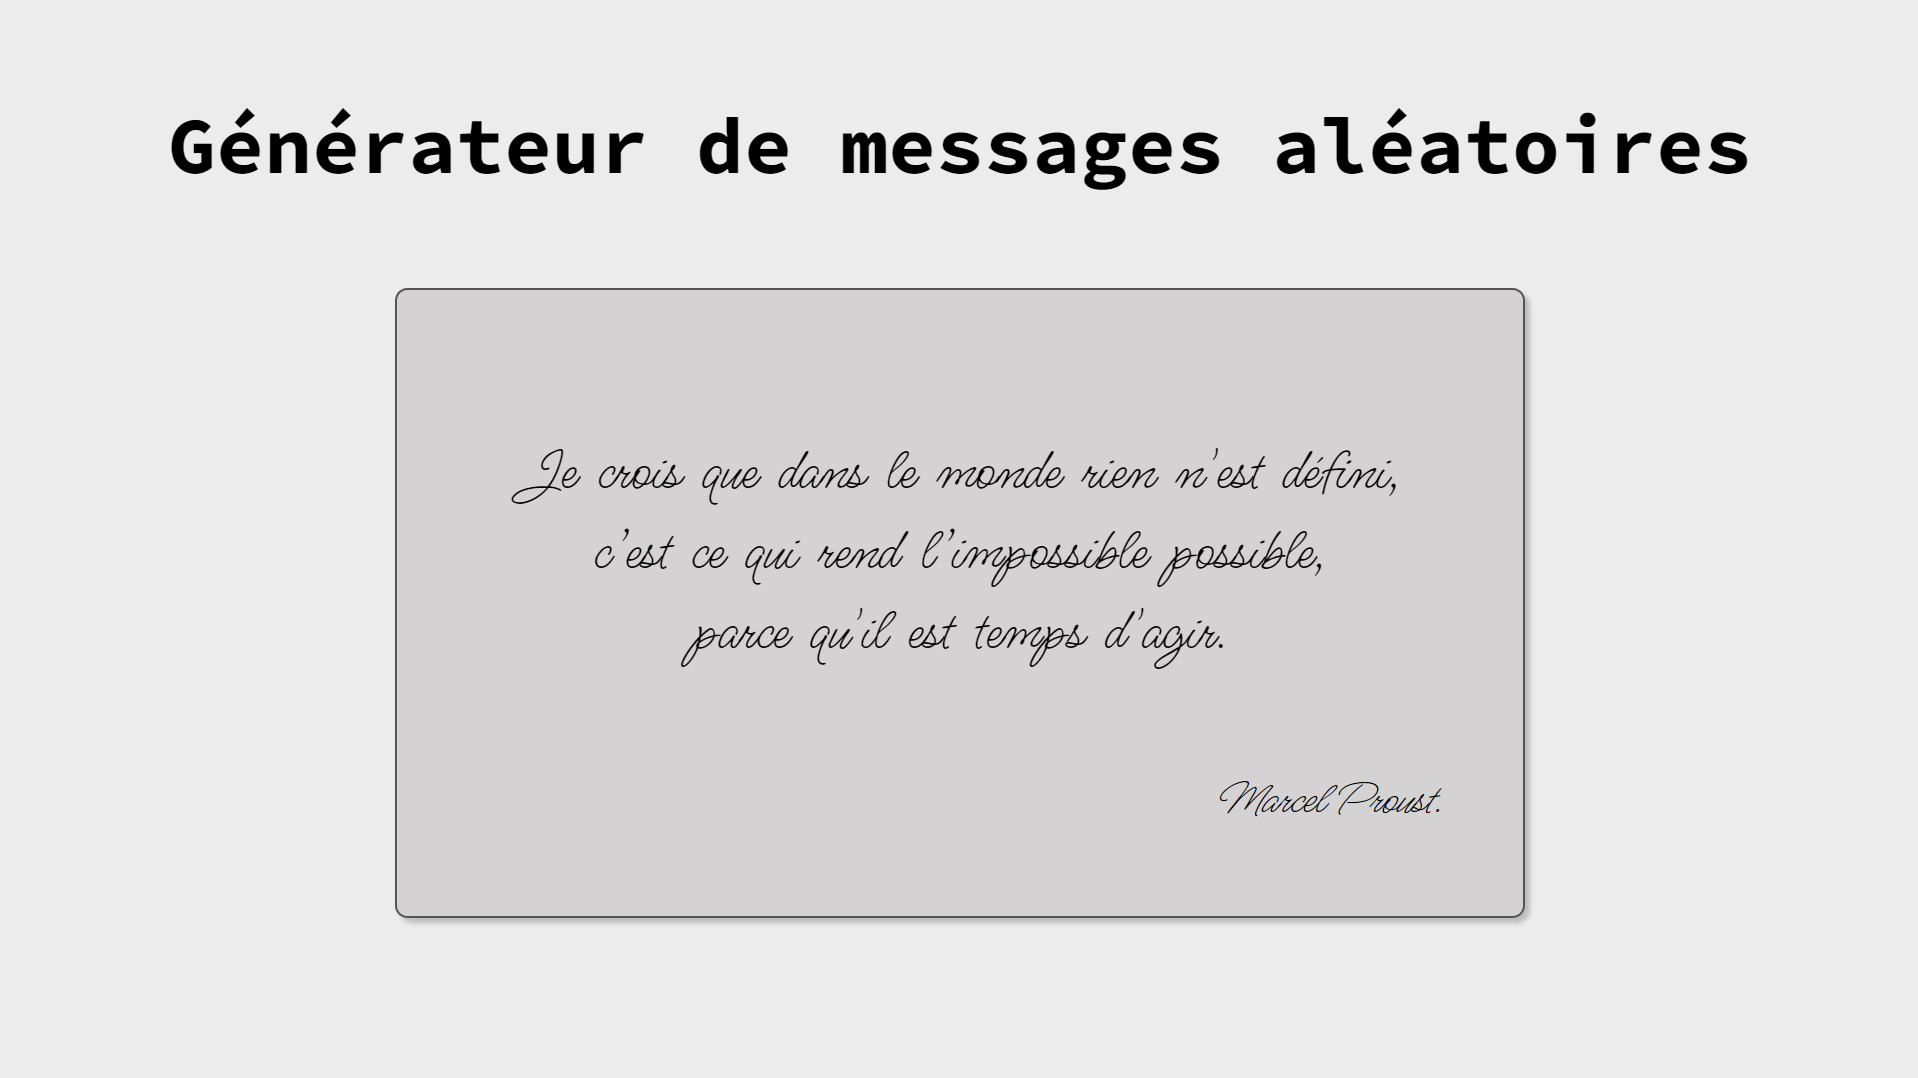 Générateur de messages aléatoires
Je crois que dans le monde rien n'est défini,
c'est ce qui rend l'impossible possible,
parce qu'il est temps d'agir.
Marcel Proust.